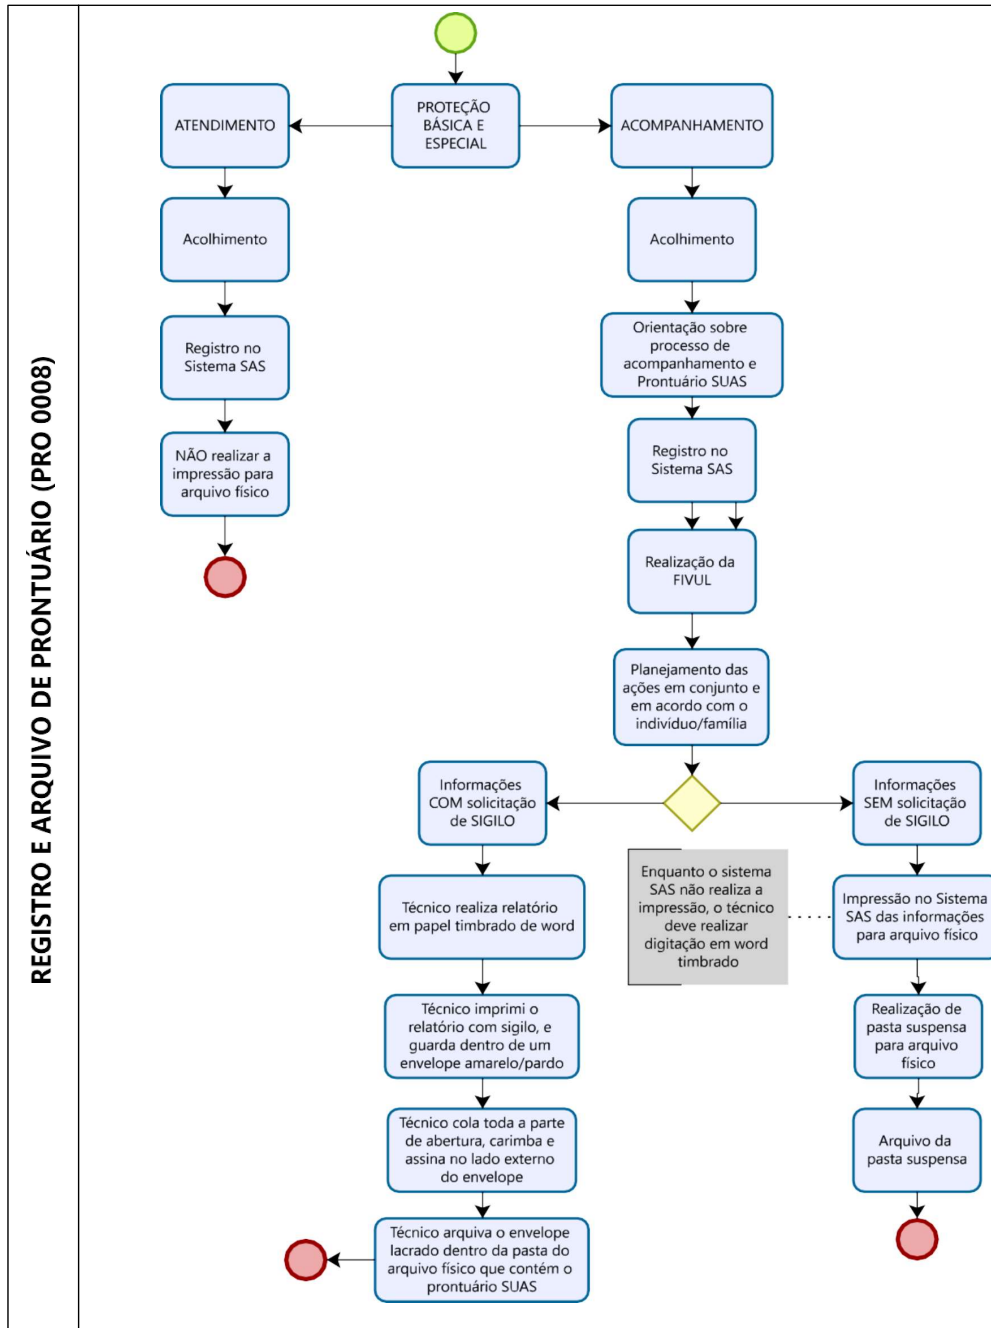 REGISTRO E ARQUIVO DE PRONTUÁRIO (PRO 0008)
PROTEÇÃO
BÁSICA E
ESPECIAL
ATENDIMENTO
Acolhimento
Registro no
Sistema SAS
NÃO realizar a
impressão para
arquivo físico
ACOMPANHAMENTO
Acolhimento
Orientação sobre
processo de
acompanhamento e
Prontuário SUAS
Registro no
Sistema SAS
Realização da
FIVUL
Planejamento das
ações em conjunto e
em acordo com o
indivíduo/família
Informações
COM solicitação
de SIGILO
Técnico realiza relatório
em papel timbrado de word
Técnico imprimi o
relatório com sigilo, e
guarda dentro de um
envelope amarelo/pardo
Técnico cola toda a parte
de abertura, carimba e
assina no lado externo
do envelope
Técnico arquiva o envelope
lacrado dentro da pasta do
arquivo físico que contém o
prontuário SUAS
Informações
SEM solicitação
de SIGILO
Enquanto o sistema
SAS não realiza a
impressão, o técnico
deve realizar
digitação em word
timbrado
Impressão no Sistema
SAS das informações
para arquivo físico
Realização de
pasta suspensa
para arquivo
físico
Arquivo da
pasta suspensa